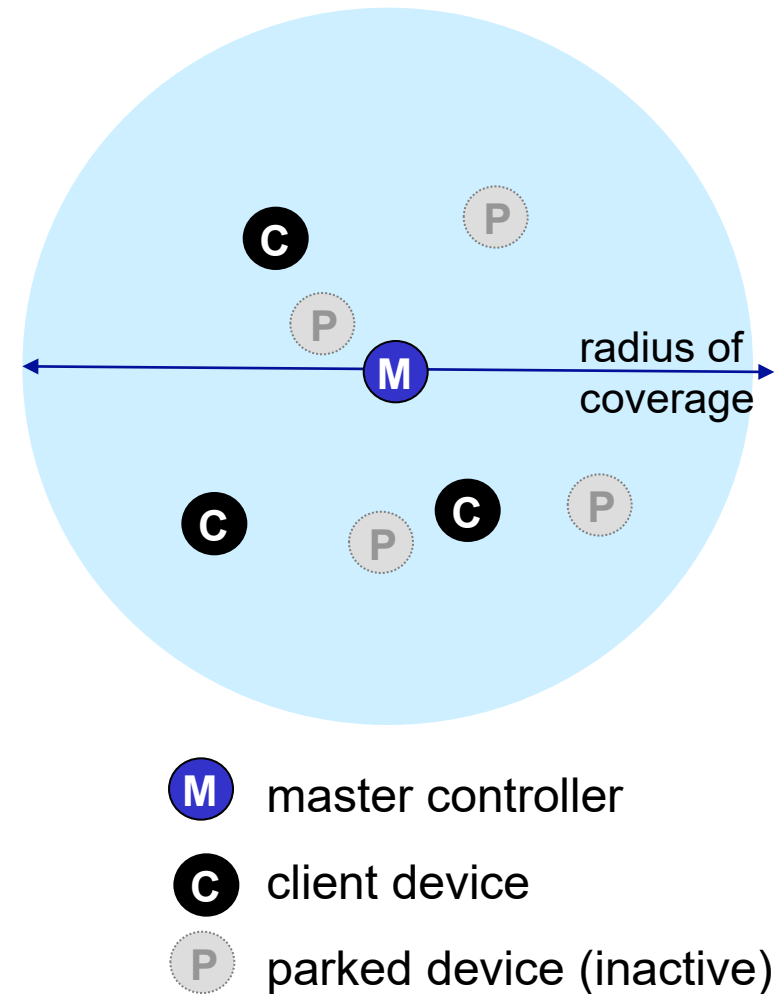 P
C
P
radius of
M
coverage
P
C
C
P
M master controller
C client device
P parked device (inactive)